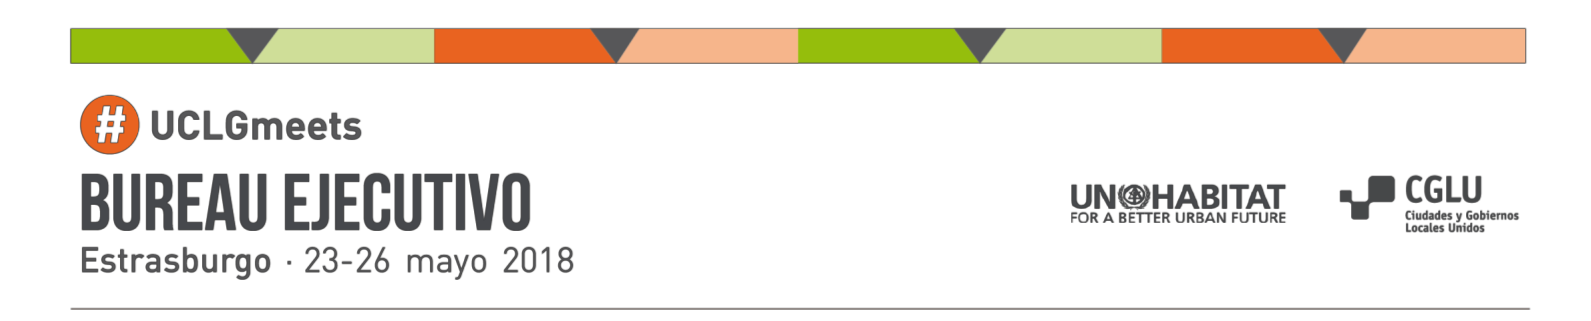 # UCLGmeets
BUREAU EJECUTIVO
Estrasburgo · 23-26 mayo 2018
UN HABITAT
FOR A BETTER URBAN FUTURE
CGLU
Ciudades y Gobiernos
Locales Unidos